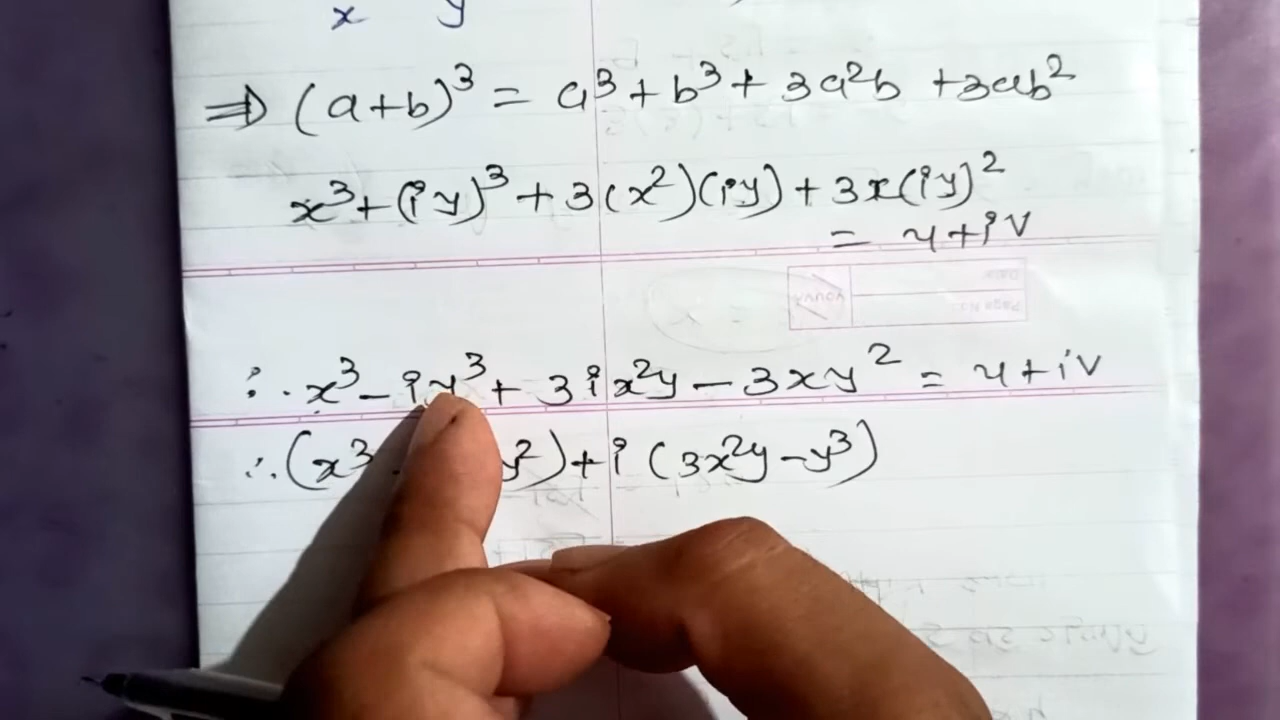 x y
⇒ (a+b)³ = a³ + b³ + 3a²b + 3ab²
x³ + (iy)³ + 3(x²)(iy) + 3x(iy)²
= u + iv
∴ x³ - iy³ + 3ix²y - 3xy² = u + iv
∴ (x³ y²) + i (3x²y - y³)